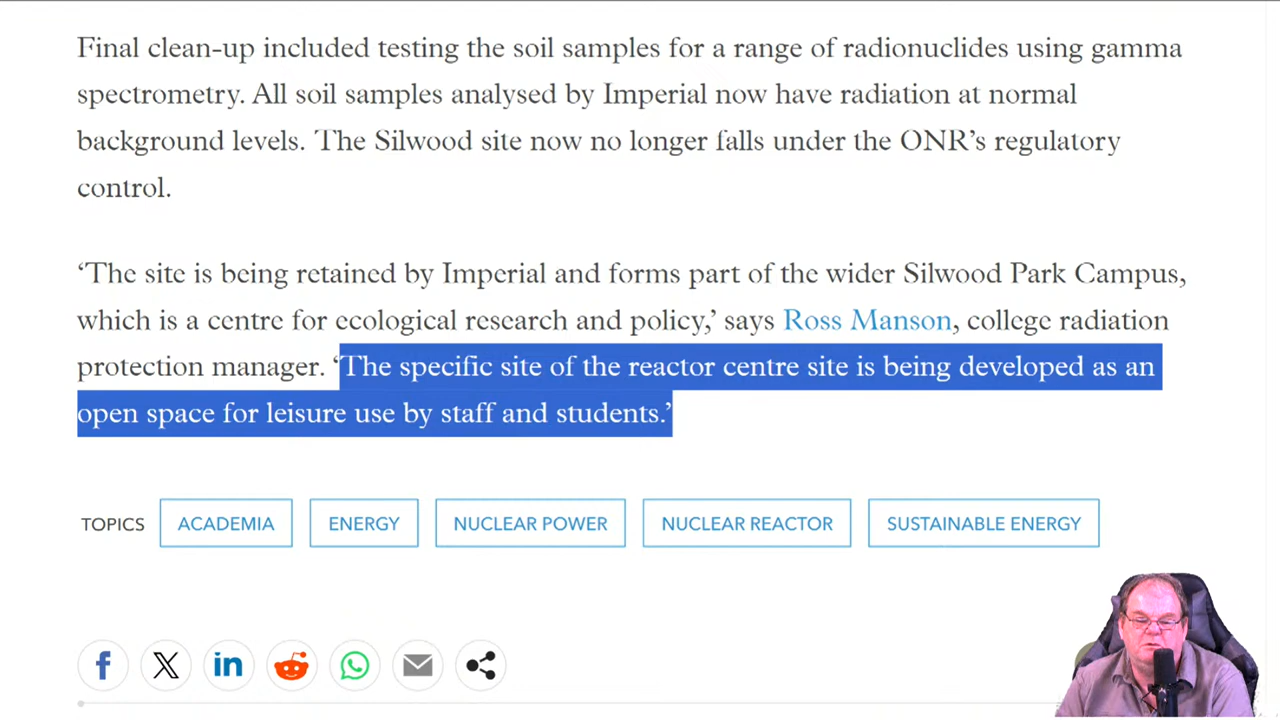 Final clean-up included testing the soil samples for a range of radionuclides using gamma
spectrometry. All soil samples analysed by Imperial now have radiation at normal
background levels. The Silwood site now no longer falls under the ONR’s regulatory
control.
‘The site is being retained by Imperial and forms part of the wider Silwood Park Campus,
which is a centre for ecological research and policy,’ says Ross Manson, college radiation
protection manager. ‘The specific site of the reactor centre site is being developed as an
open space for leisure use by staff and students.’
TOPICS ACADEMIA ENERGY NUCLEAR POWER NUCLEAR REACTOR SUSTAINABLE ENERGY